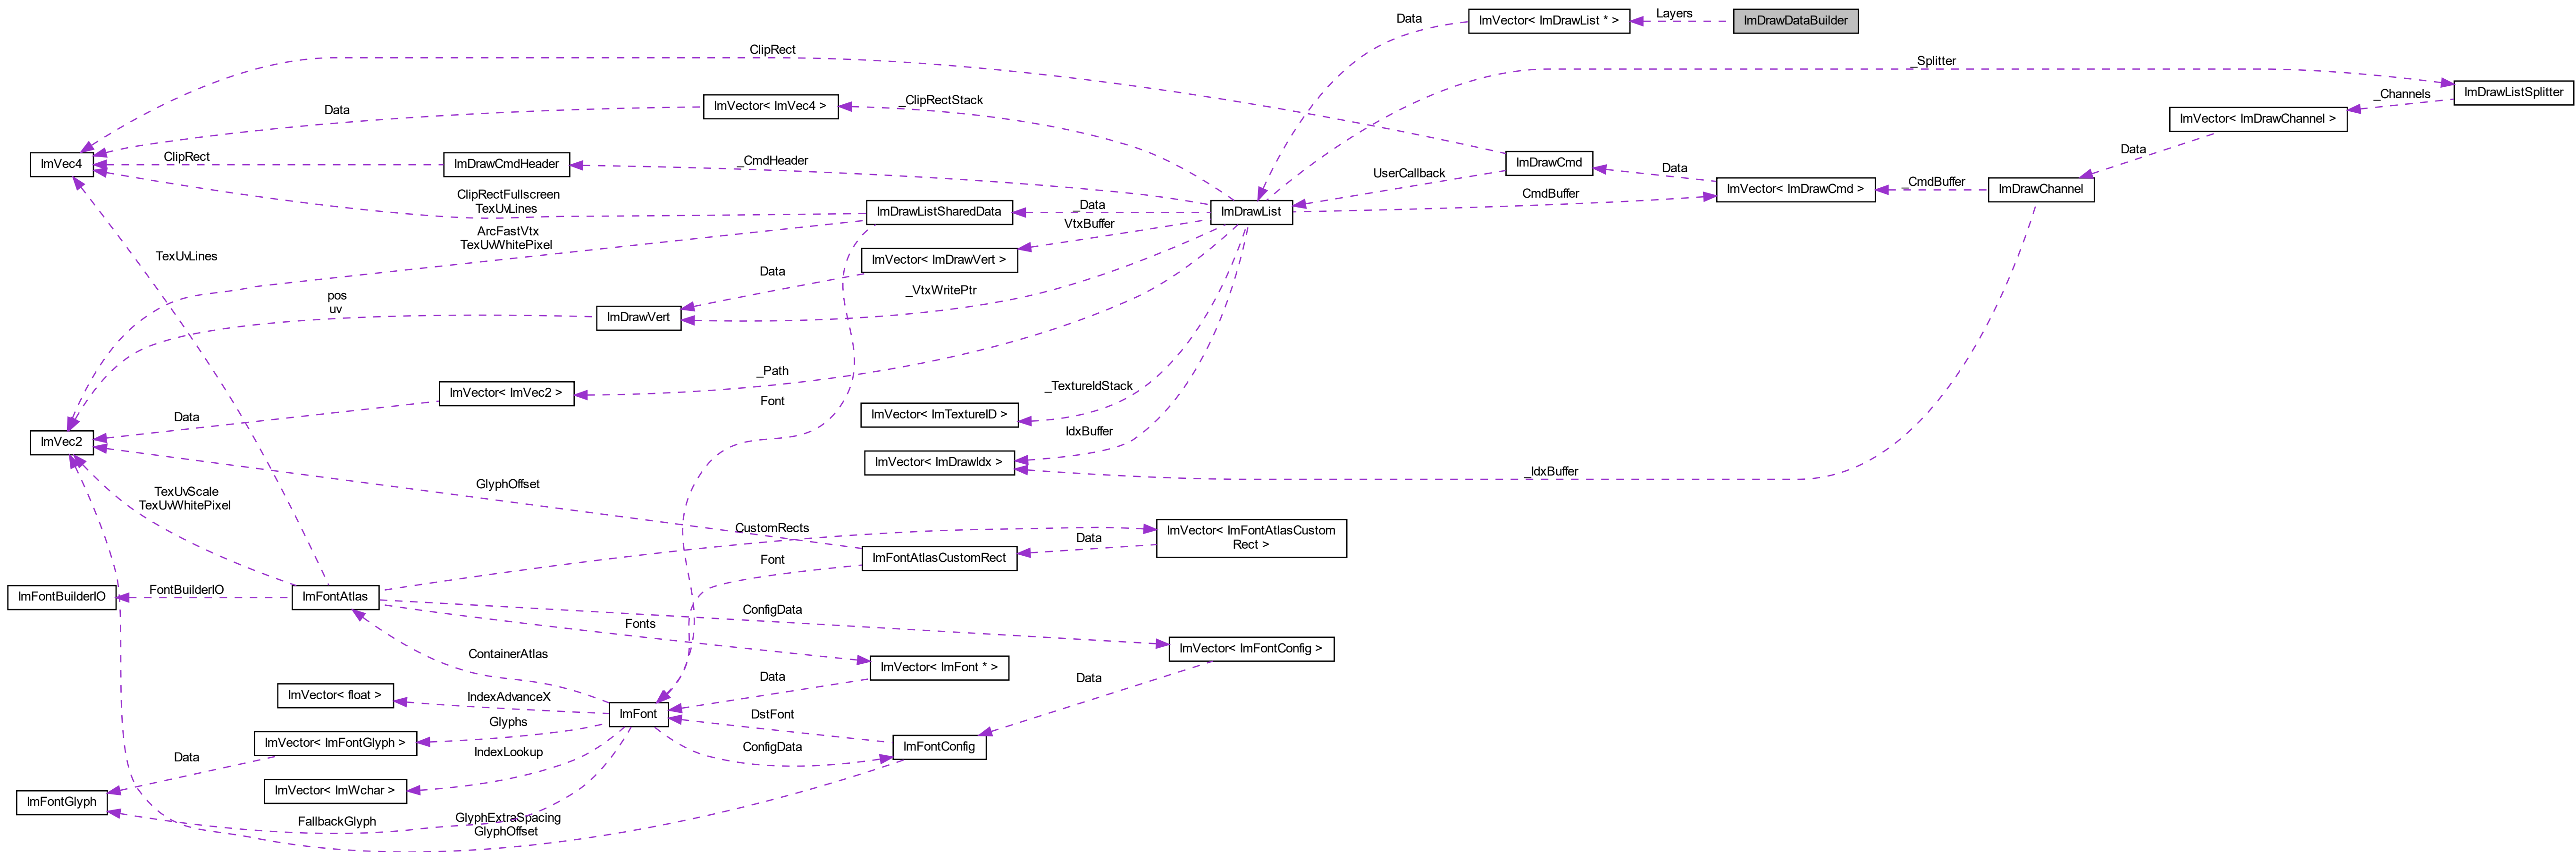 Data
ImVector< ImDrawList * >
Layers
ImDrawDataBuilder
ClipRect
_Splitter
ImDrawListSplitter
_Channels
Data
ImVector< ImVec4 >
_ClipRectStack
ImVector< ImDrawChannel >
Data
ImVec4
ClipRect
ImDrawCmdHeader
_CmdHeader
ImDrawCmd
Data
UserCallback
ImVector< ImDrawCmd >
_CmdBuffer
ImDrawChannel
CmdBuffer
ClipRectFullscreen
TexUvLines
ImDrawListSharedData
_Data
ImDrawList
VtxBuffer
ArcFastVtx
TexUvWhitePixel
TexUvLines
ImVector< ImDrawVert >
Data
_VtxWritePtr
pos
uv
ImDrawVert
_Path
ImVector< ImVec2 >
_TextureIdStack
Font
ImVector< ImTextureID >
Data
ImVec2
IdxBuffer
ImVector< ImDrawIdx >
_IdxBuffer
GlyphOffset
TexUvScale
TexUvWhitePixel
CustomRects
ImVector< ImFontAtlasCustom
Rect >
Data
ImFontAtlasCustomRect
Font
ImFontBuilderIO
FontBuilderIO
ImFontAtlas
ConfigData
Fonts
ImVector< ImFontConfig >
ContainerAtlas
ImVector< ImFont * >
Data
Data
ImVector< float >
IndexAdvanceX
ImFont
DstFont
Glyphs
ImVector< ImFontGlyph >
IndexLookup
ConfigData
ImFontConfig
Data
ImVector< ImWchar >
ImFontGlyph
FallbackGlyph
GlyphExtraSpacing
GlyphOffset